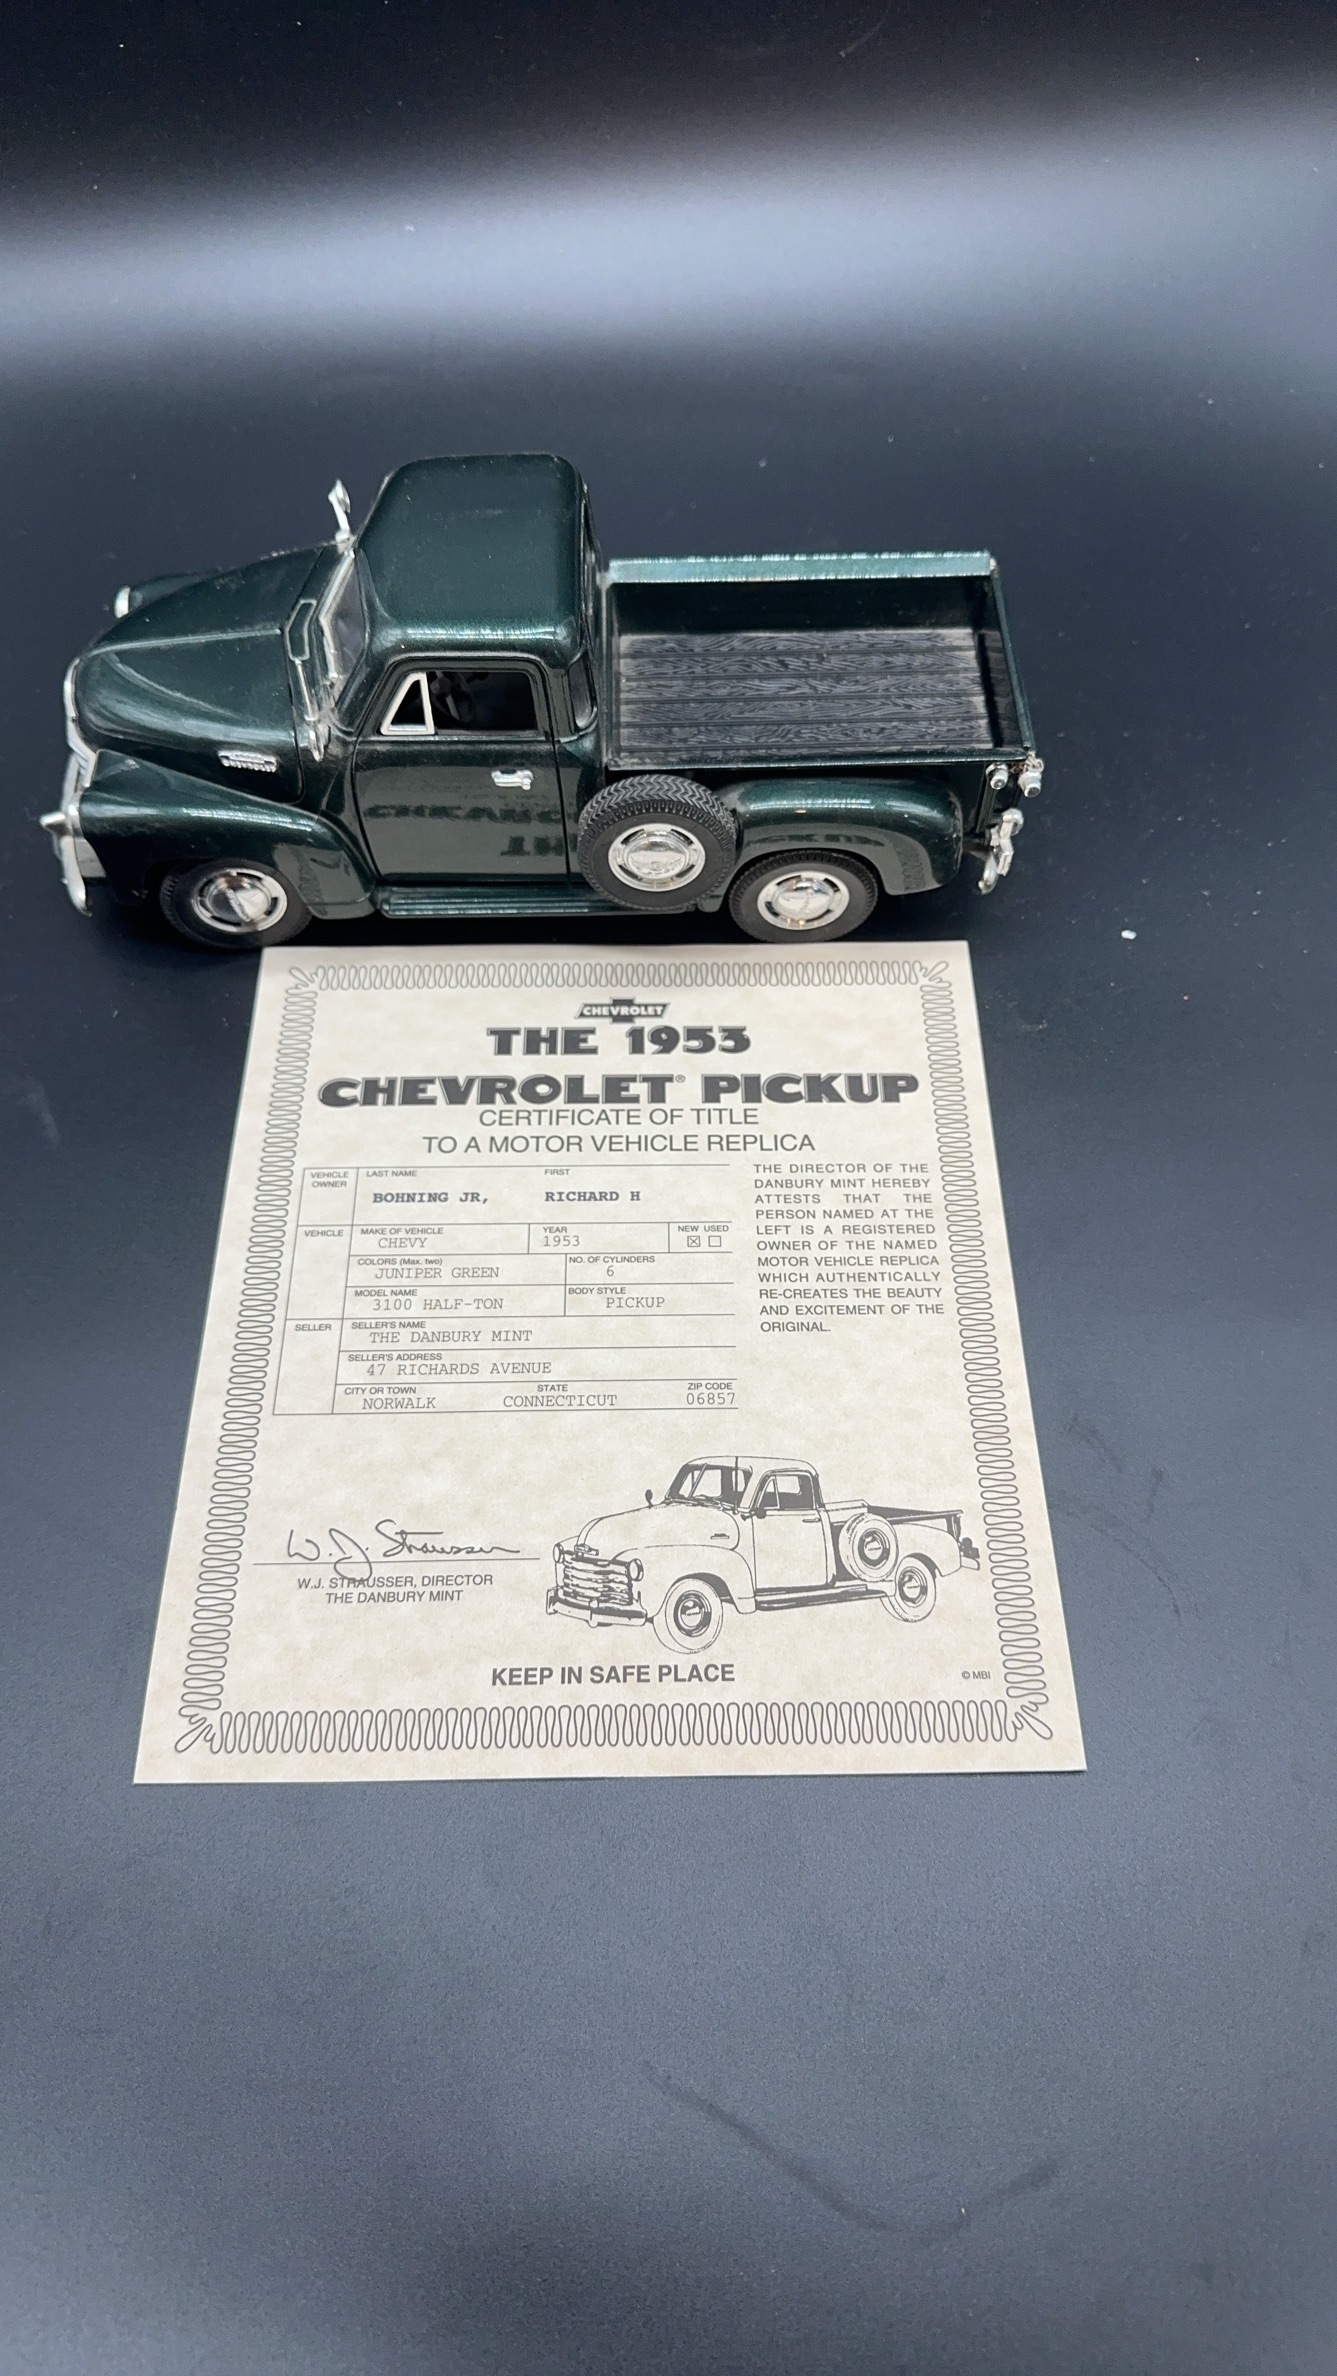 CHEVROLET
CHEVROLET
THE 1953
CHEVROLET® PICKUP
CERTIFICATE OF TITLE
TO A MOTOR VEHICLE REPLICA
VEHICLE OWNER
LAST NAME FIRST
BOHNING JR, RICHARD H
VEHICLE
MAKE OF VEHICLE YEAR NEW USED
CHEVY 1953 ☒ ☐
COLORS (Max. two) NO. OF CYLINDERS
JUNIPER GREEN 6
MODEL NAME BODY STYLE
3100 HALF-TON PICKUP
SELLER
SELLER'S NAME
THE DANBURY MINT
SELLER'S ADDRESS
47 RICHARDS AVENUE
CITY OR TOWN STATE ZIP CODE
NORWALK CONNECTICUT 06857
THE DIRECTOR OF THE
DANBURY MINT HEREBY
ATTESTS THAT THE
PERSON NAMED AT THE
LEFT IS A REGISTERED
OWNER OF THE NAMED
MOTOR VEHICLE REPLICA
WHICH AUTHENTICALLY
RE-CREATES THE BEAUTY
AND EXCITEMENT OF THE
ORIGINAL.
W. J. Strausser
W.J. STRAUSSER, DIRECTOR
THE DANBURY MINT
KEEP IN SAFE PLACE
© MBI